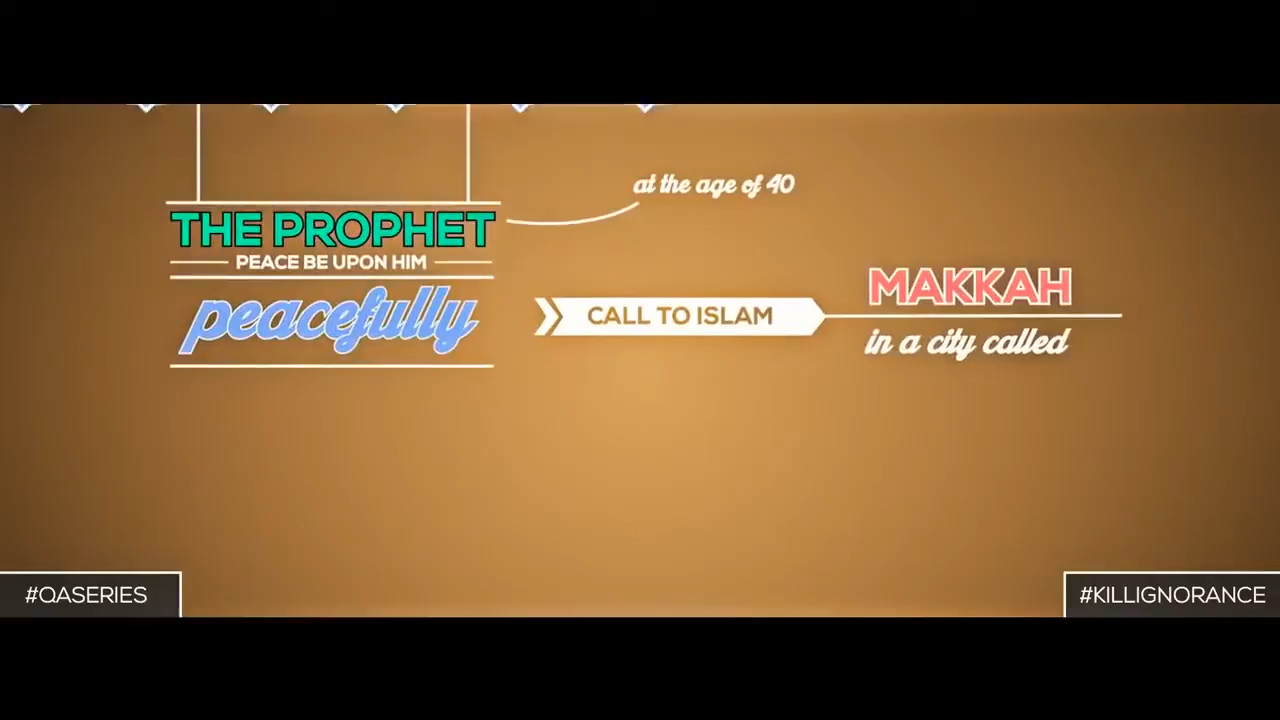 at the age of 40
THE PROPHET
PEACE BE UPON HIM
peacefully
CALL TO ISLAM
MAKKAH
in a city called
#QASERIES
#KILLIGNORANCE